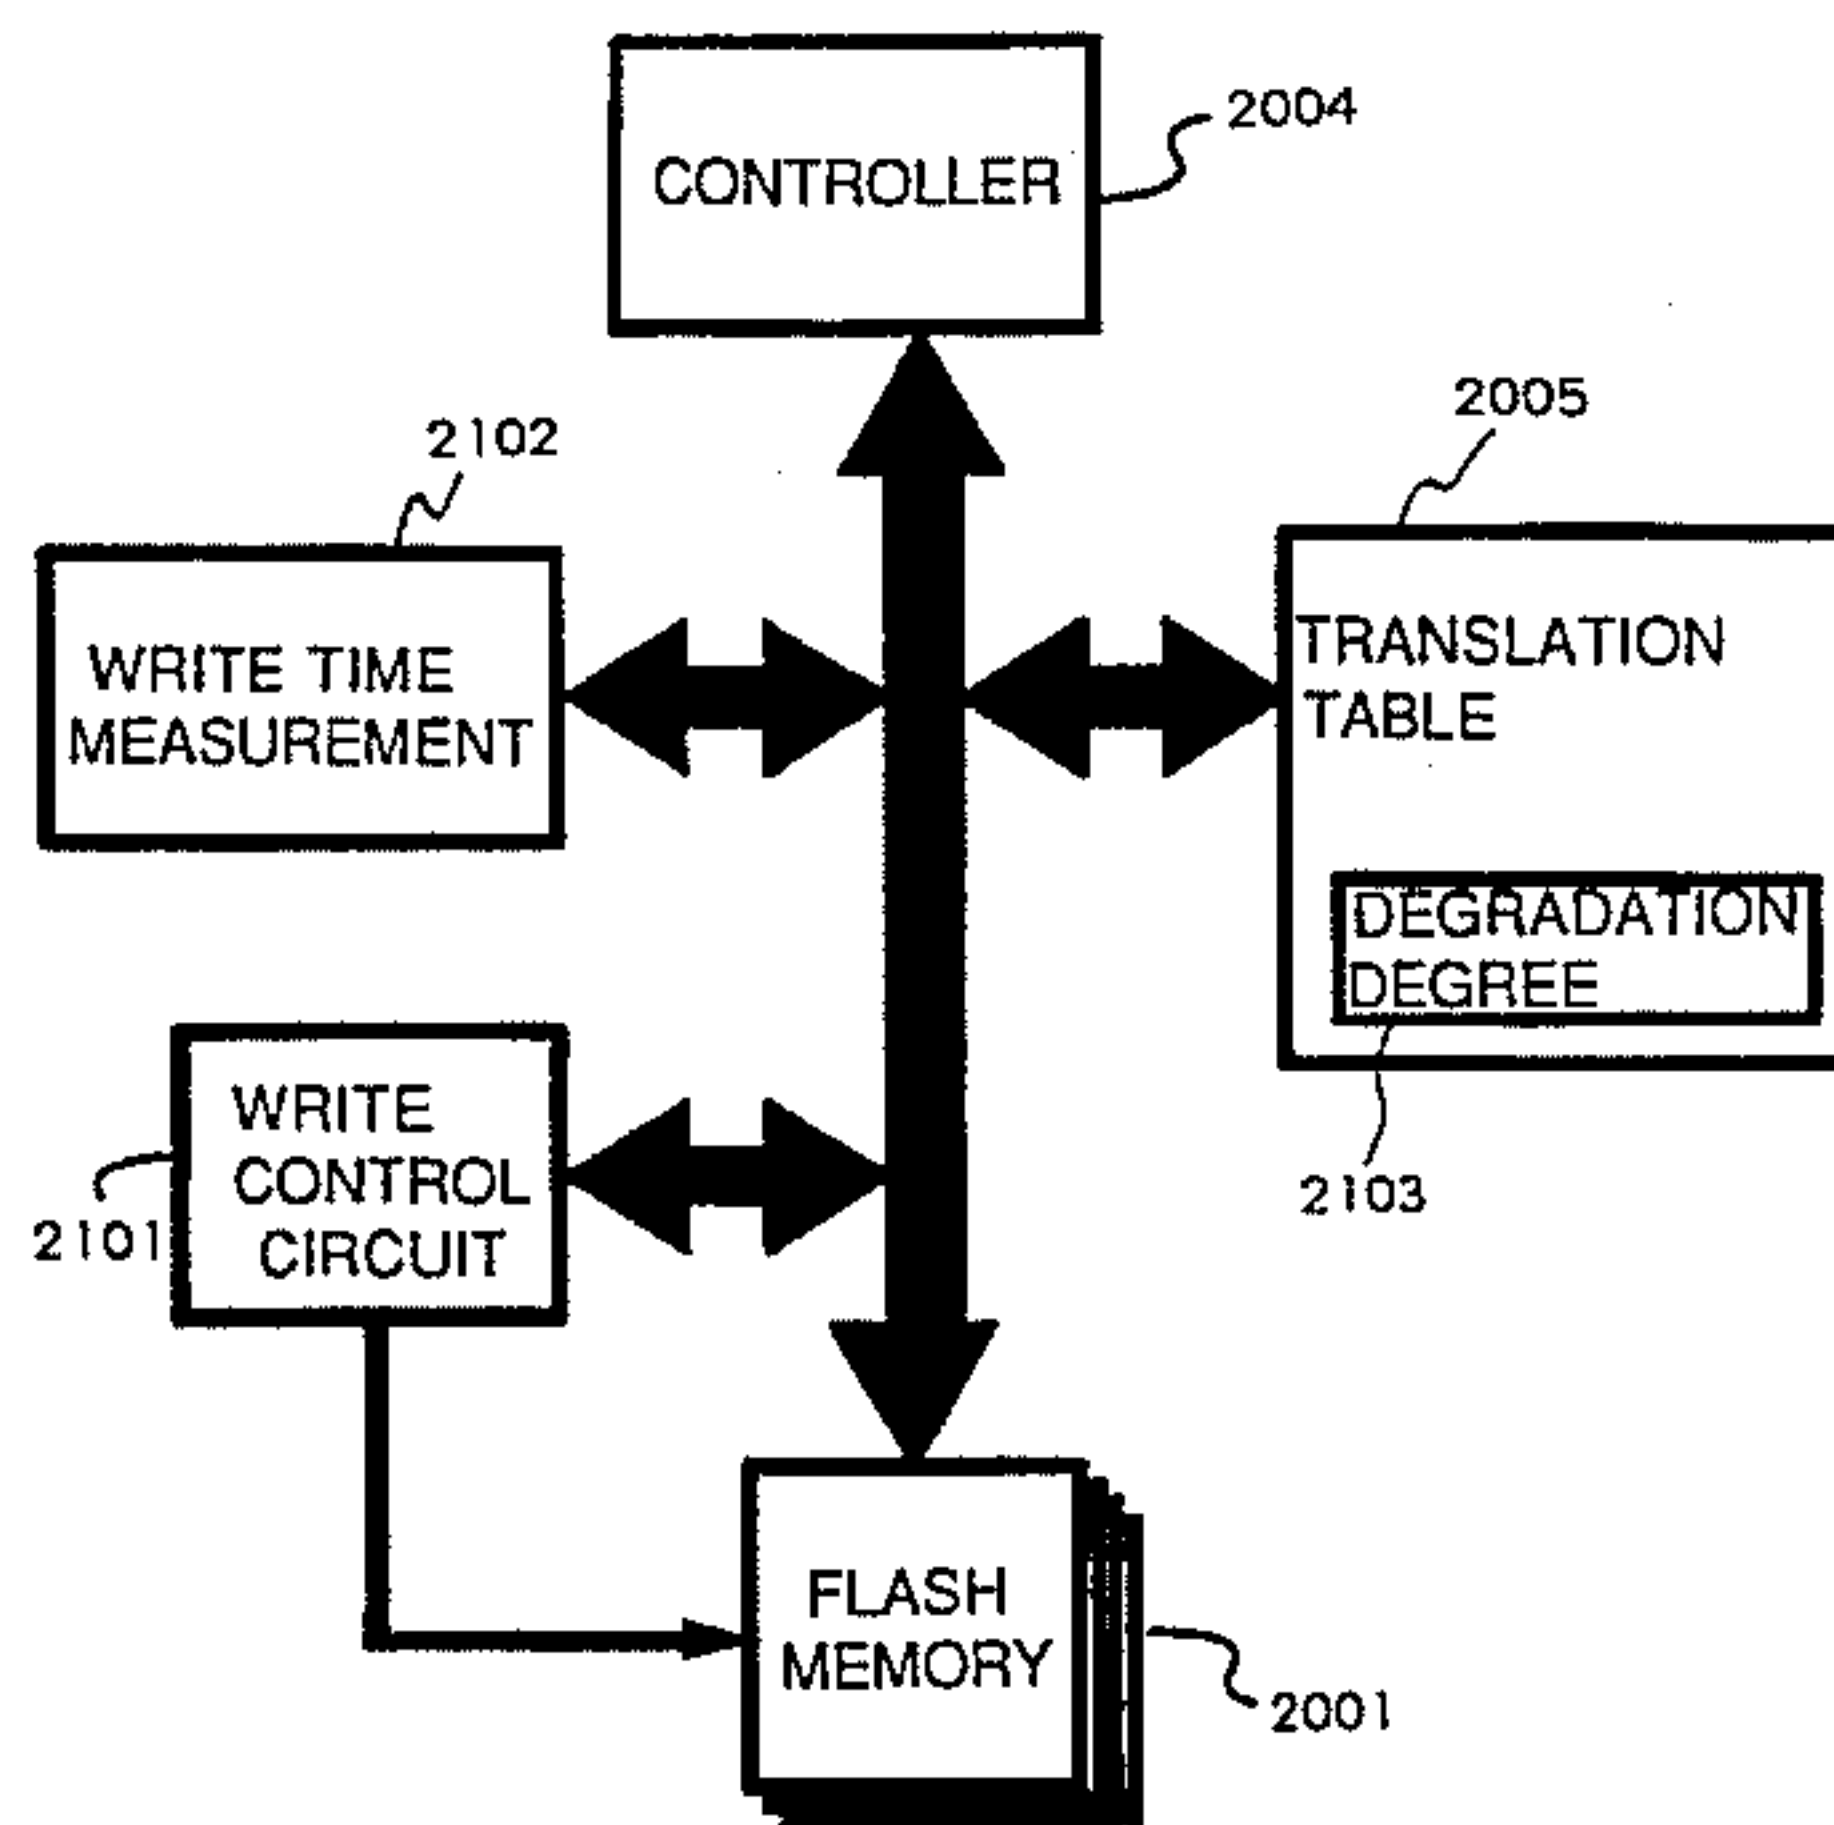 2004
CONTROLLER
2005
2102
TRANSLATION
TABLE
WRITE TIME
MEASUREMENT
DEGRADATION
DEGREE
WRITE
CONTROL
CIRCUIT
2101
2103
FLASH
MEMORY
2001